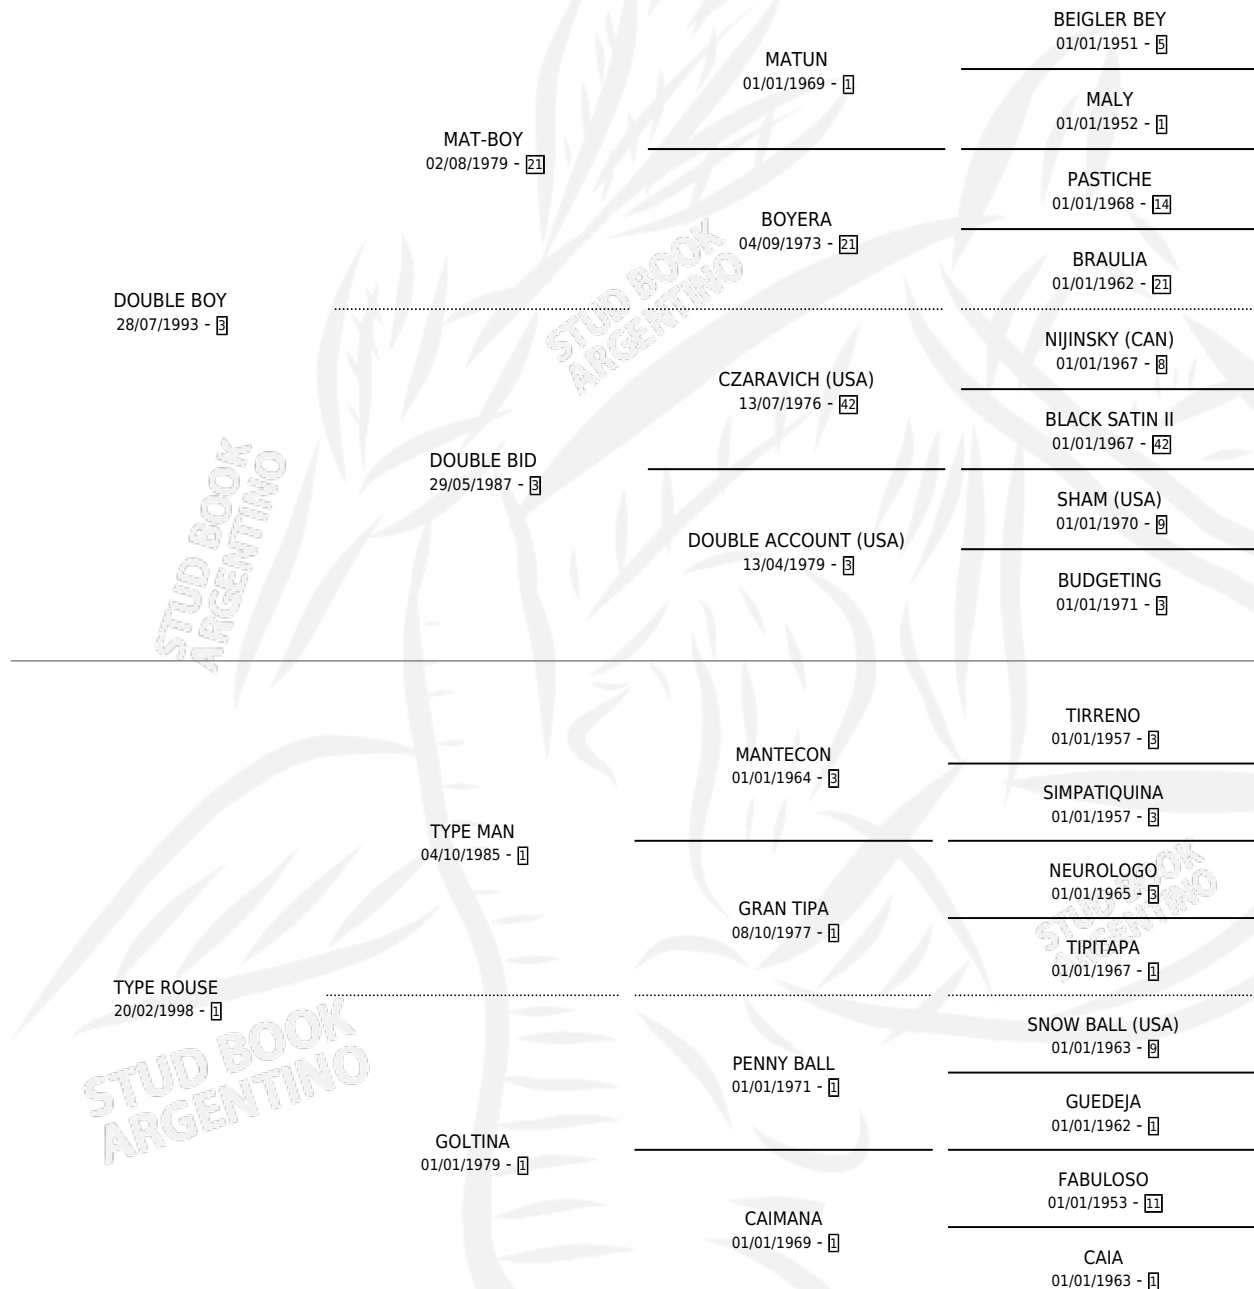 BEIGLER BEY
01/01/1951 - 5
MATUN
01/01/1969 - 1
MALY
01/01/1952 - 1
MAT-BOY
02/08/1979 - 21
PASTICHE
01/01/1968 - 14
BOYERA
04/09/1973 - 21
BRAULIA
01/01/1962 - 21
DOUBLE BOY
28/07/1993 - 3
STUD BOOK
ARGENTINO
NIJINSKY (CAN)
01/01/1967 - 8
CZARAVICH (USA)
13/07/1976 - 42
BLACK SATIN II
01/01/1967 - 42
DOUBLE BID
29/05/1987 - 3
SHAM (USA)
01/01/1970 - 9
DOUBLE ACCOUNT (USA)
13/04/1979 - 3
BUDGETING
01/01/1971 - 3
STUD BOOK
ARGENTINO
TIRRENO
01/01/1957 - 3
MANTECON
01/01/1964 - 3
SIMPATIQUINA
01/01/1957 - 3
TYPE MAN
04/10/1985 - 1
NEUROLOGO
01/01/1965 - 3
GRAN TIPA
08/10/1977 - 1
STUD BOOK
ARGENTINO
TIPITAPA
01/01/1967 - 1
TYPE ROUSE
20/02/1998 - 1
SNOW BALL (USA)
01/01/1963 - 9
PENNY BALL
01/01/1971 - 1
STUD BOOK
ARGENTINO
GUEDEJA
01/01/1962 - 1
GOLTINA
01/01/1979 - 1
FABULOSO
01/01/1953 - 11
CAIMANA
01/01/1969 - 1
CAIA
01/01/1963 - 1